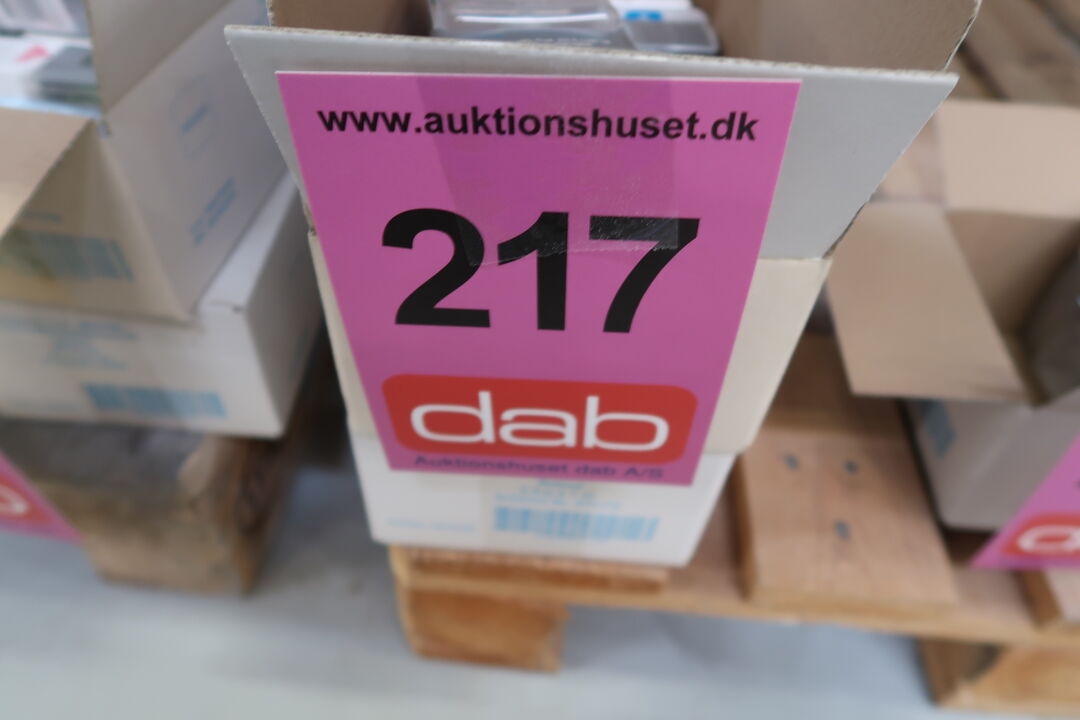 www.auktionshuset.dk
217
dab
Auktionshuset dab A/S